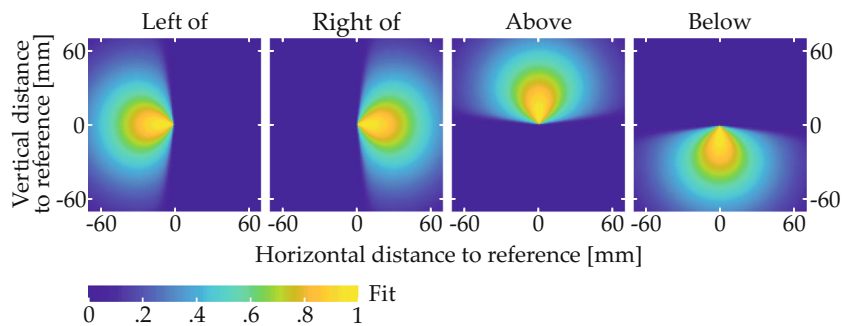 Left of Right of Above Below
Vertical distance
to reference [mm]
60 60
0 0
-60 -60
-60 0 60 -60 0 60 -60 0 60 -60 0 60
Horizontal distance to reference [mm]
Fit
0 .2 .4 .6 .8 1